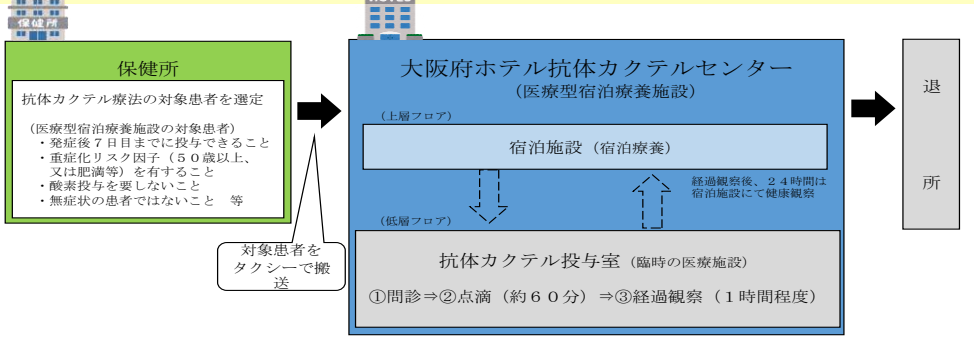 保健所
HOTEL
保健所
抗体カクテル療法の対象患者を選定
（医療型宿泊療養施設の対象患者）
・発症後７日目までに投与できること
・重症化リスク因子（５０歳以上、
又は肥満等）を有すること
・酸素投与を要しないこと
・無症状の患者ではないこと　等
対象患者を
タクシーで搬
送
大阪府ホテル抗体カクテルセンター
（医療型宿泊療養施設）
（上層フロア）
宿泊施設（宿泊療養）
経過観察後、２４時間は
宿泊施設にて健康観察
（低層フロア）
抗体カクテル投与室（臨時の医療施設）
①問診⇒②点滴（約６０分）⇒③経過観察（１時間程度）
退
所